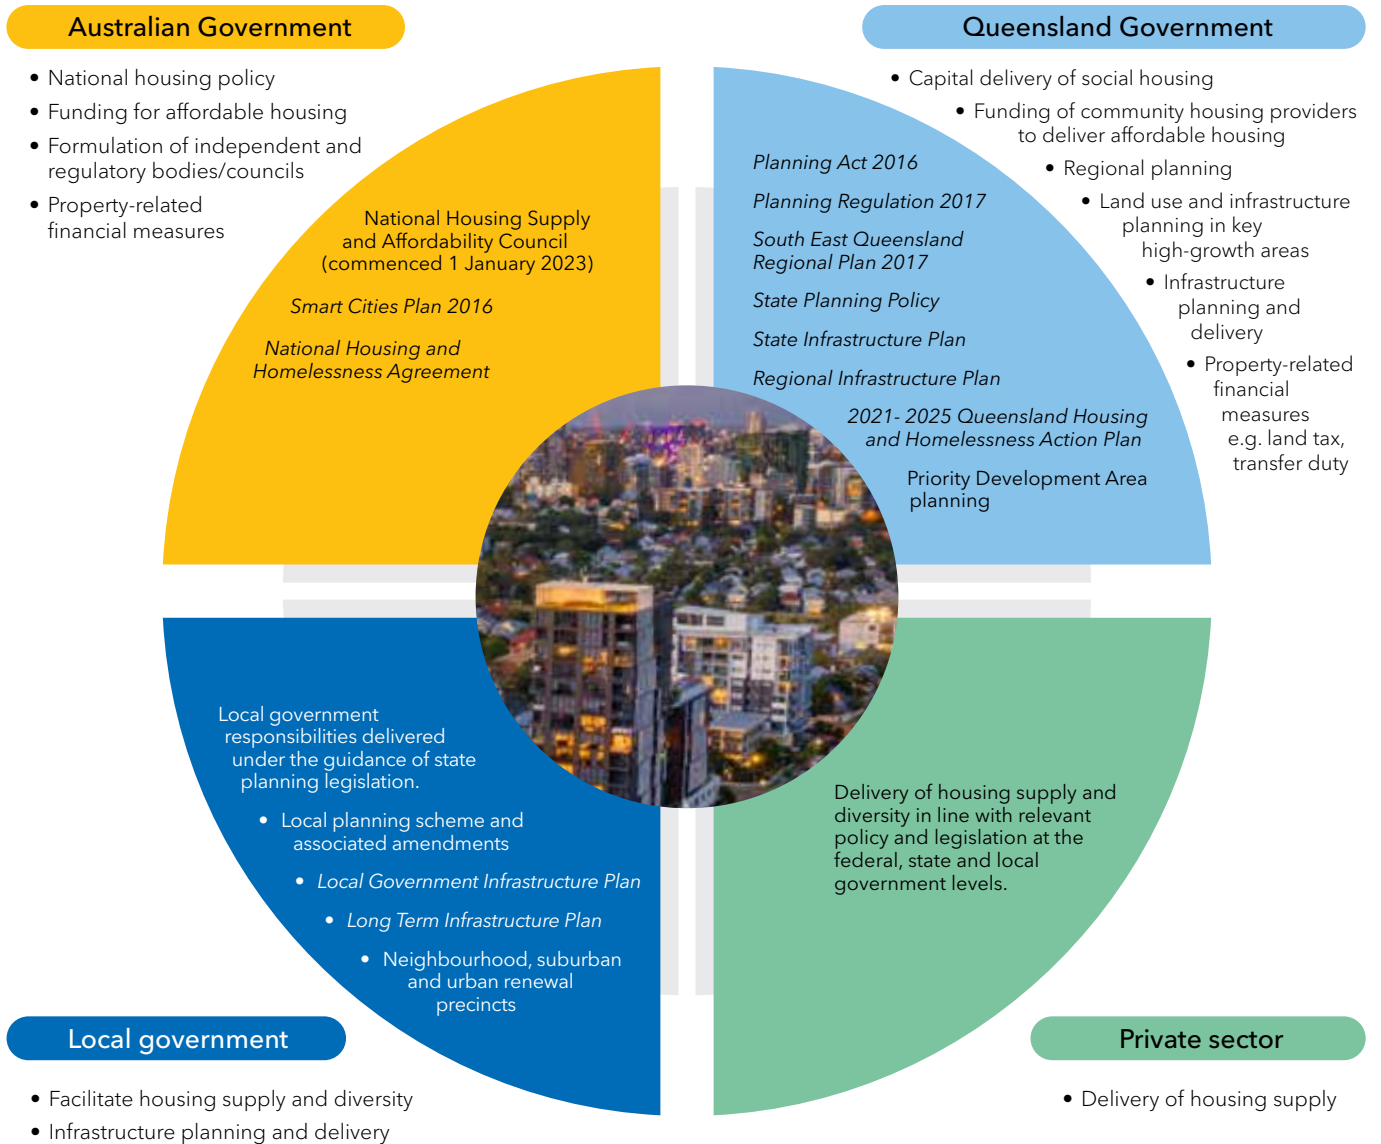 Australian Government
• National housing policy
• Funding for affordable housing
• Formulation of independent and
regulatory bodies/councils
• Property-related
financial measures
National Housing Supply
and Affordability Council
(commenced 1 January 2023)
Smart Cities Plan 2016
National Housing and
Homelessness Agreement
Queensland Government
• Capital delivery of social housing
• Funding of community housing providers
to deliver affordable housing
• Regional planning
• Land use and infrastructure
planning in key
high-growth areas
• Infrastructure
planning and
delivery
• Property-related
financial
measures
e.g. land tax,
transfer duty
Planning Act 2016
Planning Regulation 2017
South East Queensland
Regional Plan 2017
State Planning Policy
State Infrastructure Plan
Regional Infrastructure Plan
2021- 2025 Queensland Housing
and Homelessness Action Plan
Priority Development Area
planning
Local government
responsibilities delivered
under the guidance of state
planning legislation.
• Local planning scheme and
associated amendments
• Local Government Infrastructure Plan
• Long Term Infrastructure Plan
• Neighbourhood, suburban
and urban renewal
precincts
Local government
• Facilitate housing supply and diversity
• Infrastructure planning and delivery
Delivery of housing supply and
diversity in line with relevant
policy and legislation at the
federal, state and local
government levels.
Private sector
• Delivery of housing supply